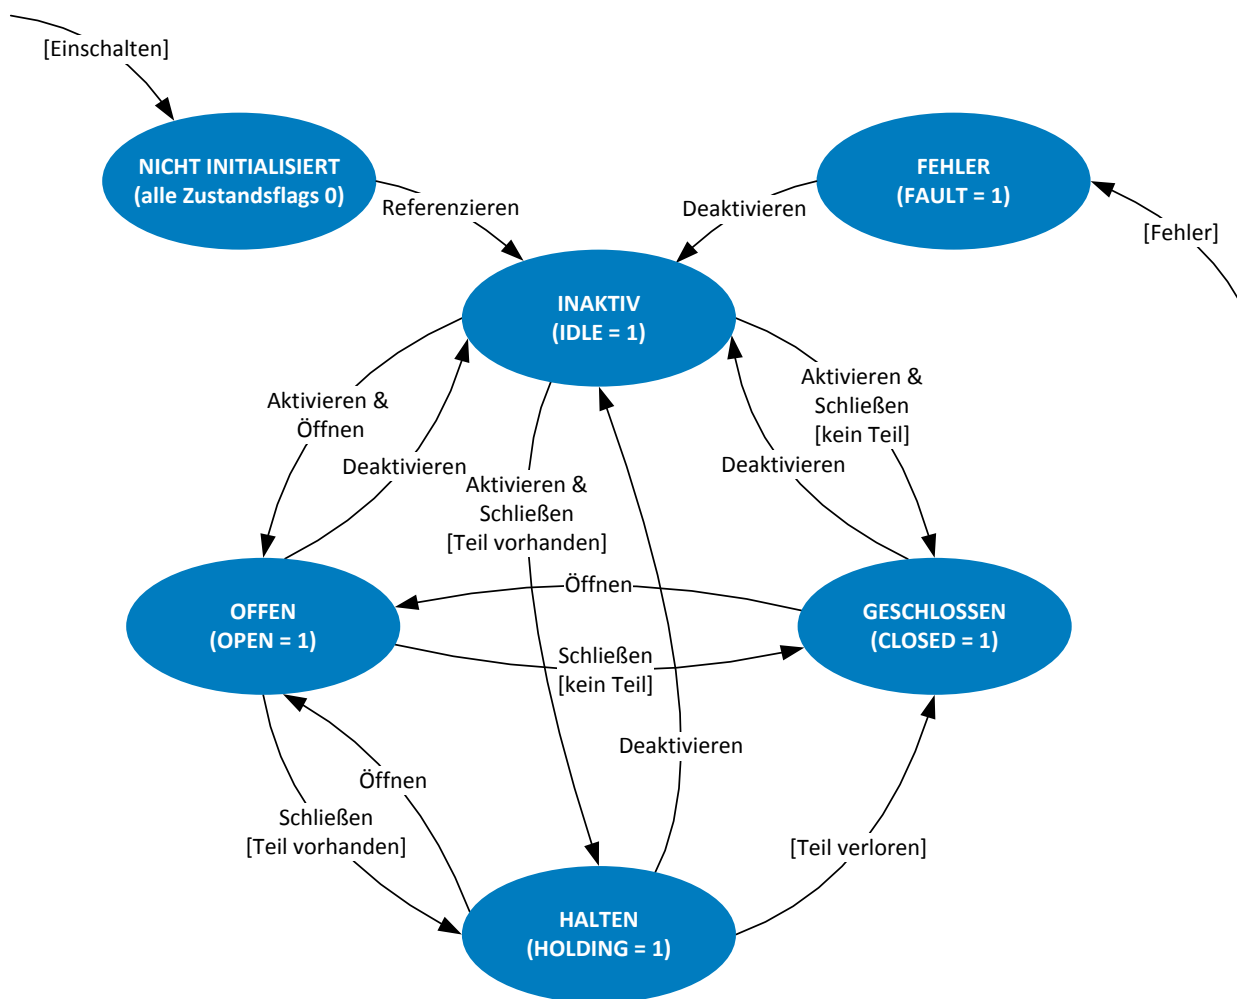 [Einschalten]
NICHT INITIALISIERT
(alle Zustandsflags 0)
FEHLER
(FAULT = 1)
Referenzieren
Deaktivieren
[Fehler]
INAKTIV
(IDLE = 1)
Aktivieren &
Öffnen
Aktivieren &
Schließen
[kein Teil]
Deaktivieren
Deaktivieren
Aktivieren &
Schließen
[Teil vorhanden]
Öffnen
OFFEN
(OPEN = 1)
GESCHLOSSEN
(CLOSED = 1)
Schließen
[kein Teil]
Deaktivieren
Öffnen
Schließen
[Teil vorhanden]
[Teil verloren]
HALTEN
(HOLDING = 1)